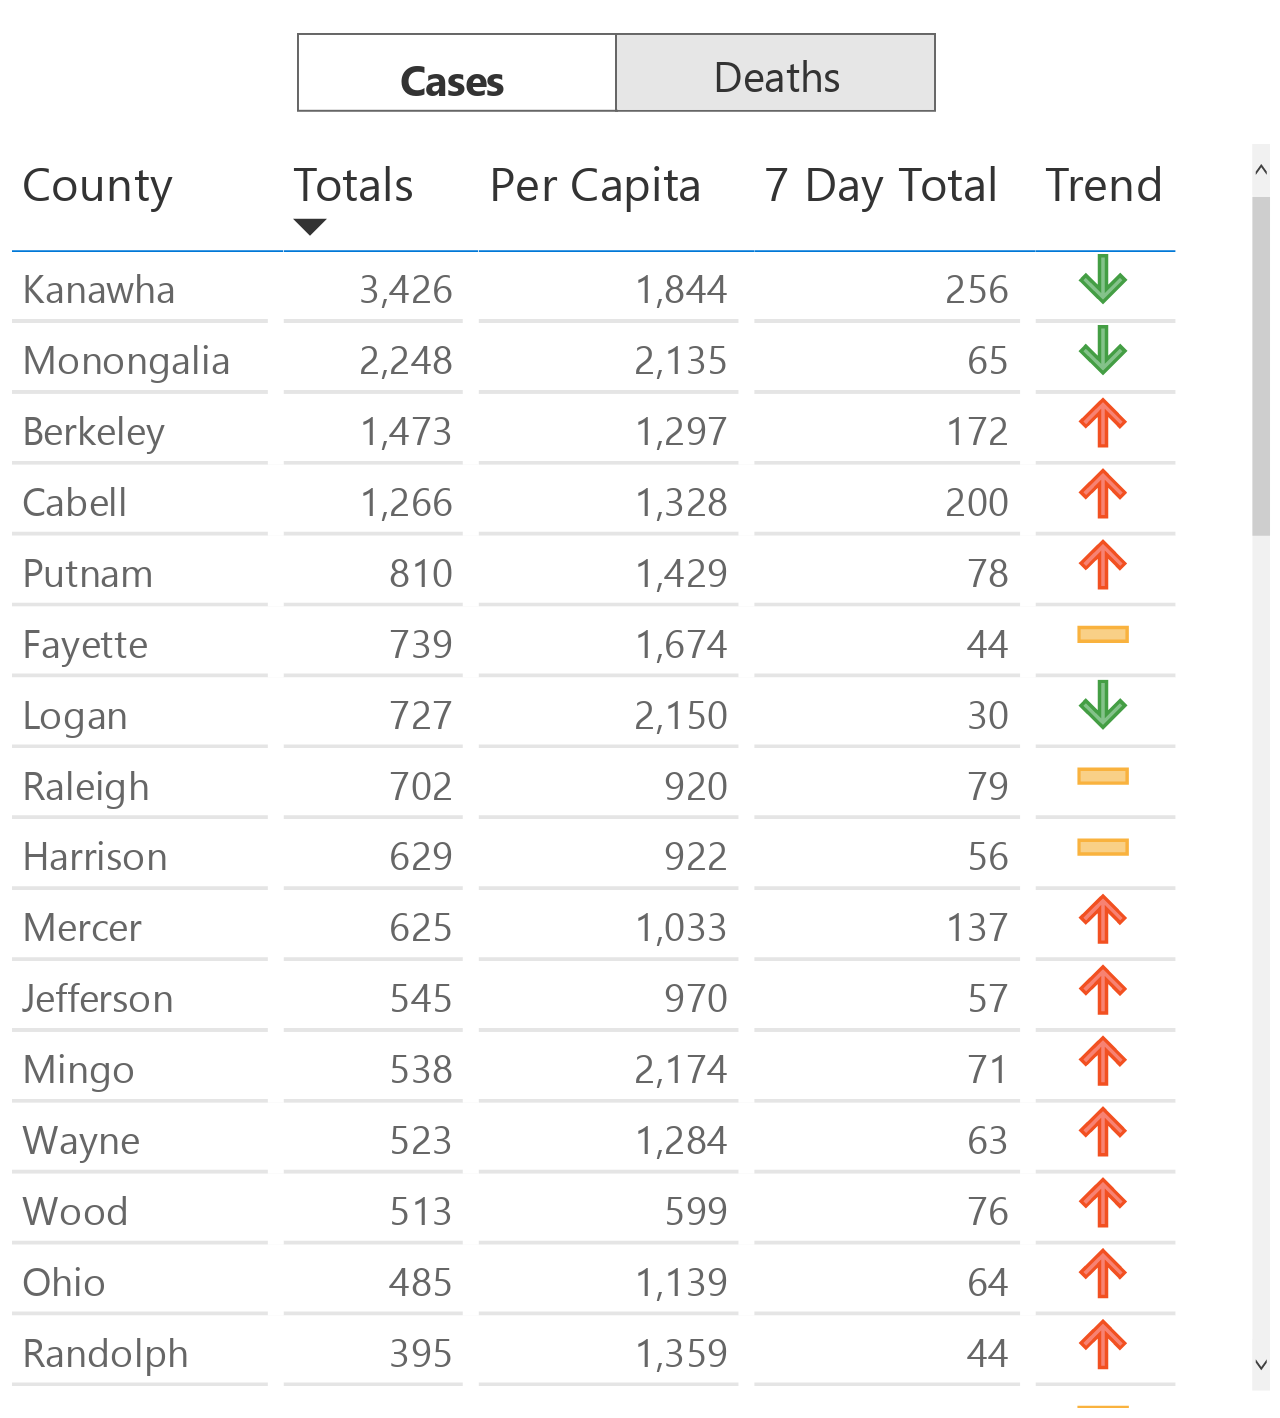 Cases Deaths
County Totals Per Capita 7 Day Total Trend
Kanawha 3,426 1,844 256
Monongalia 2,248 2,135 65
Berkeley 1,473 1,297 172
Cabell 1,266 1,328 200
Putnam 810 1,429 78
Fayette 739 1,674 44
Logan 727 2,150 30
Raleigh 702 920 79
Harrison 629 922 56
Mercer 625 1,033 137
Jefferson 545 970 57
Mingo 538 2,174 71
Wayne 523 1,284 63
Wood 513 599 76
Ohio 485 1,139 64
Randolph 395 1,359 44